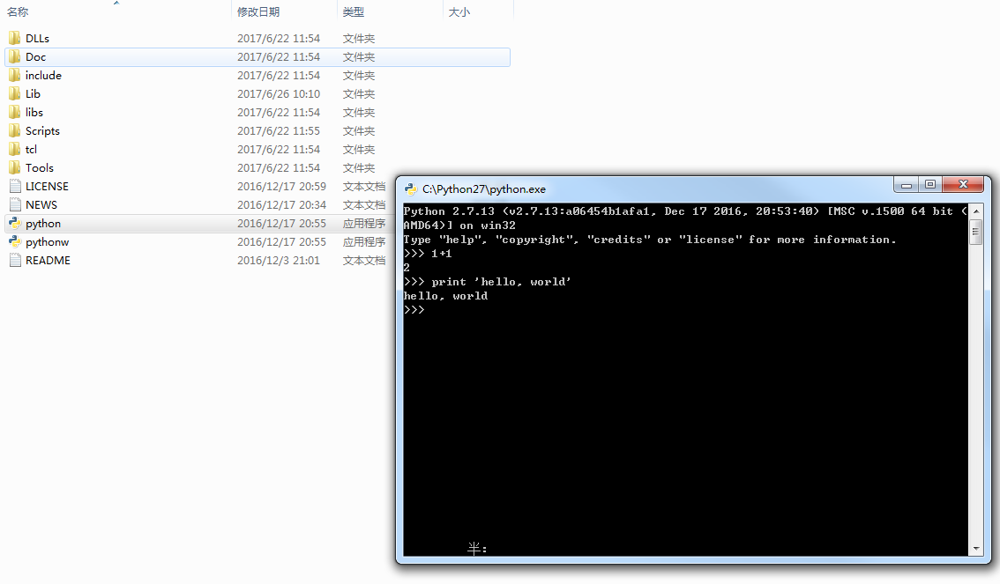 名称 修改日期 类型 大小
DLLs 2017/6/22 11:54 文件夹
Doc 2017/6/22 11:54 文件夹
include 2017/6/22 11:54 文件夹
Lib 2017/6/26 10:10 文件夹
libs 2017/6/22 11:54 文件夹
Scripts 2017/6/22 11:55 文件夹
tcl 2017/6/22 11:54 文件夹
Tools 2017/6/22 11:54 文件夹
LICENSE 2016/12/17 20:59 文本文档
NEWS 2016/12/17 20:34 文本文档
python 2016/12/17 20:55 应用程序
pythonw 2016/12/17 20:55 应用程序
README 2016/12/3 21:01 文本文档
C:\Python27\python.exe
Python 2.7.13 (v2.7.13:a06454b1afa1, Dec 17 2016, 20:53:40) [MSC v.1500 64 bit (
AMD64)] on win32
Type "help", "copyright", "credits" or "license" for more information.
>>> 1+1
2
>>> print 'hello, world'
hello, world
>>>
半: